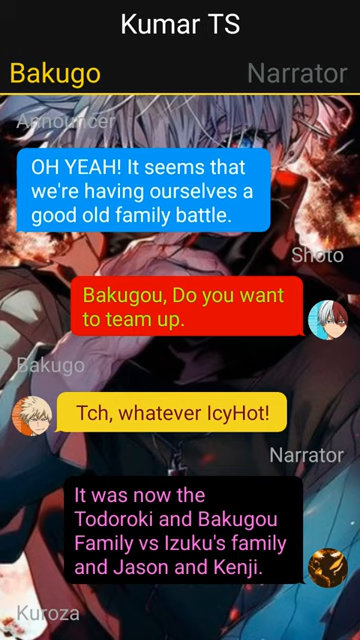 Kumar TS
Bakugo Narrator
Announcer
OH YEAH! It seems that
we're having ourselves a
good old family battle.
Shoto
Bakugou, Do you want
to team up.
Bakugo
Tch, whatever IcyHot!
Narrator
It was now the
Todoroki and Bakugou
Family vs Izuku's family
and Jason and Kenji.
Kuroza